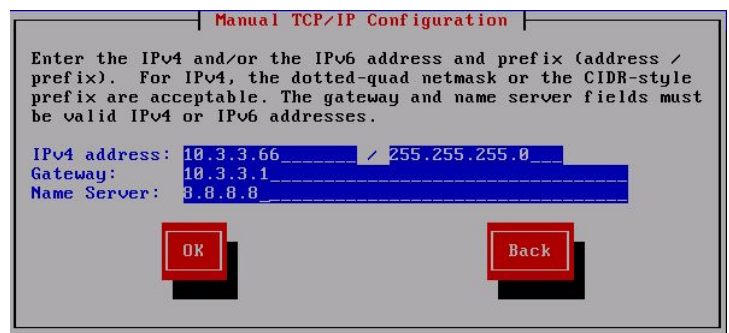 Manual TCP/IP Configuration
Enter the IPv4 and/or the IPv6 address and prefix (address /
prefix).  For IPv4, the dotted-quad netmask or the CIDR-style
prefix are acceptable. The gateway and name server fields must
be valid IPv4 or IPv6 addresses.
IPv4 address: 10.3.3.66_______ / 255.255.255.0___
Gateway: 10.3.3.1
Name Server: 8.8.8.8
OK Back